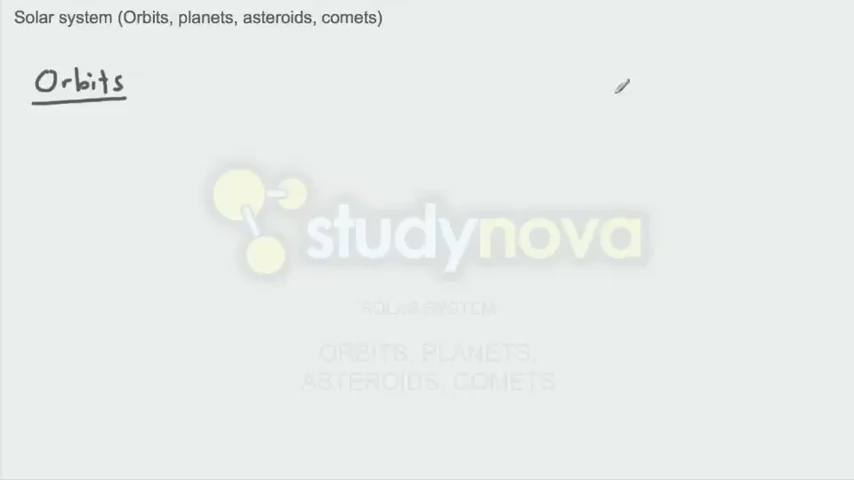 Solar system (Orbits, planets, asteroids, comets)
Orbits
studynova
SOLAR SYSTEM
ORBITS, PLANETS,
ASTEROIDS, COMETS